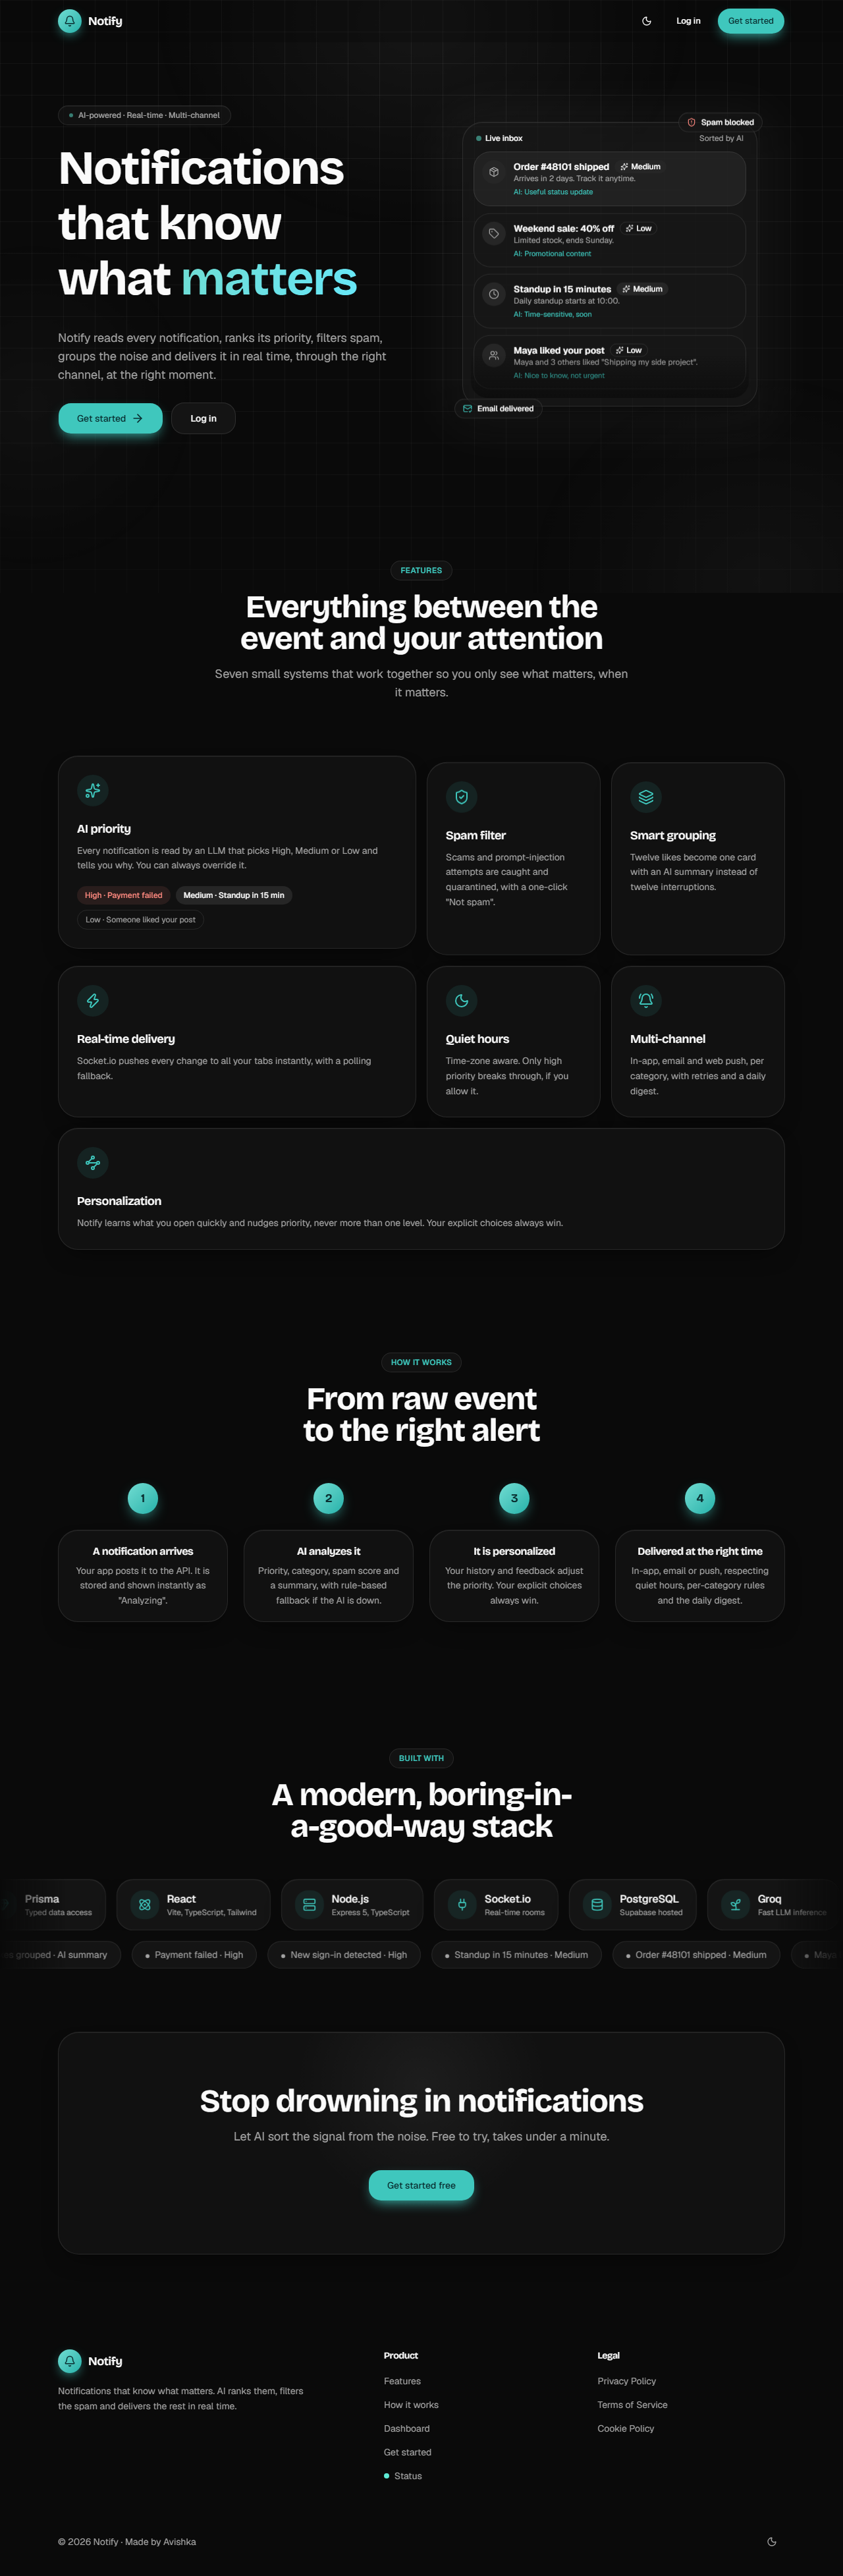 Notify
Log in
Get started
AI-powered · Real-time · Multi-channel
Notifications
that know
what matters
Notify reads every notification, ranks its priority, filters spam,
groups the noise and delivers it in real time, through the right
channel, at the right moment.
Get started
Log in
Spam blocked
Live inbox
Sorted by AI
Order #48101 shipped
Medium
Arrives in 2 days. Track it anytime.
AI: Useful status update
Weekend sale: 40% off
Low
Limited stock, ends Sunday.
AI: Promotional content
Standup in 15 minutes
Medium
Daily standup starts at 10:00.
AI: Time-sensitive, soon
Maya liked your post
Low
Maya and 3 others liked "Shipping my side project".
AI: Nice to know, not urgent
Email delivered
FEATURES
Everything between the
event and your attention
Seven small systems that work together so you only see what matters, when
it matters.
AI priority
Every notification is read by an LLM that picks High, Medium or Low and
tells you why. You can always override it.
High · Payment failed
Medium · Standup in 15 min
Low · Someone liked your post
Spam filter
Scams and prompt-injection
attempts are caught and
quarantined, with a one-click
"Not spam".
Smart grouping
Twelve likes become one card
with an AI summary instead of
twelve interruptions.
Real-time delivery
Socket.io pushes every change to all your tabs instantly, with a polling
fallback.
Quiet hours
Time-zone aware. Only high
priority breaks through, if you
allow it.
Multi-channel
In-app, email and web push, per
category, with retries and a daily
digest.
Personalization
Notify learns what you open quickly and nudges priority, never more than one level. Your explicit choices always win.
HOW IT WORKS
From raw event
to the right alert
1
A notification arrives
Your app posts it to the API. It is
stored and shown instantly as
"Analyzing".
2
AI analyzes it
Priority, category, spam score and
a summary, with rule-based
fallback if the AI is down.
3
It is personalized
Your history and feedback adjust
the priority. Your explicit choices
always win.
4
Delivered at the right time
In-app, email or push, respecting
quiet hours, per-category rules
and the daily digest.
BUILT WITH
A modern, boring-in-
a-good-way stack
Prisma
Typed data access
React
Vite, TypeScript, Tailwind
Node.js
Express 5, TypeScript
Socket.io
Real-time rooms
PostgreSQL
Supabase hosted
Groq
Fast LLM inference
grouped · AI summary
Payment failed · High
New sign-in detected · High
Standup in 15 minutes · Medium
Order #48101 shipped · Medium
Stop drowning in notifications
Let AI sort the signal from the noise. Free to try, takes under a minute.
Get started free
Notify
Notifications that know what matters. AI ranks them, filters
the spam and delivers the rest in real time.
Product
Features
How it works
Dashboard
Get started
Status
Legal
Privacy Policy
Terms of Service
Cookie Policy
© 2026 Notify · Made by Avishka